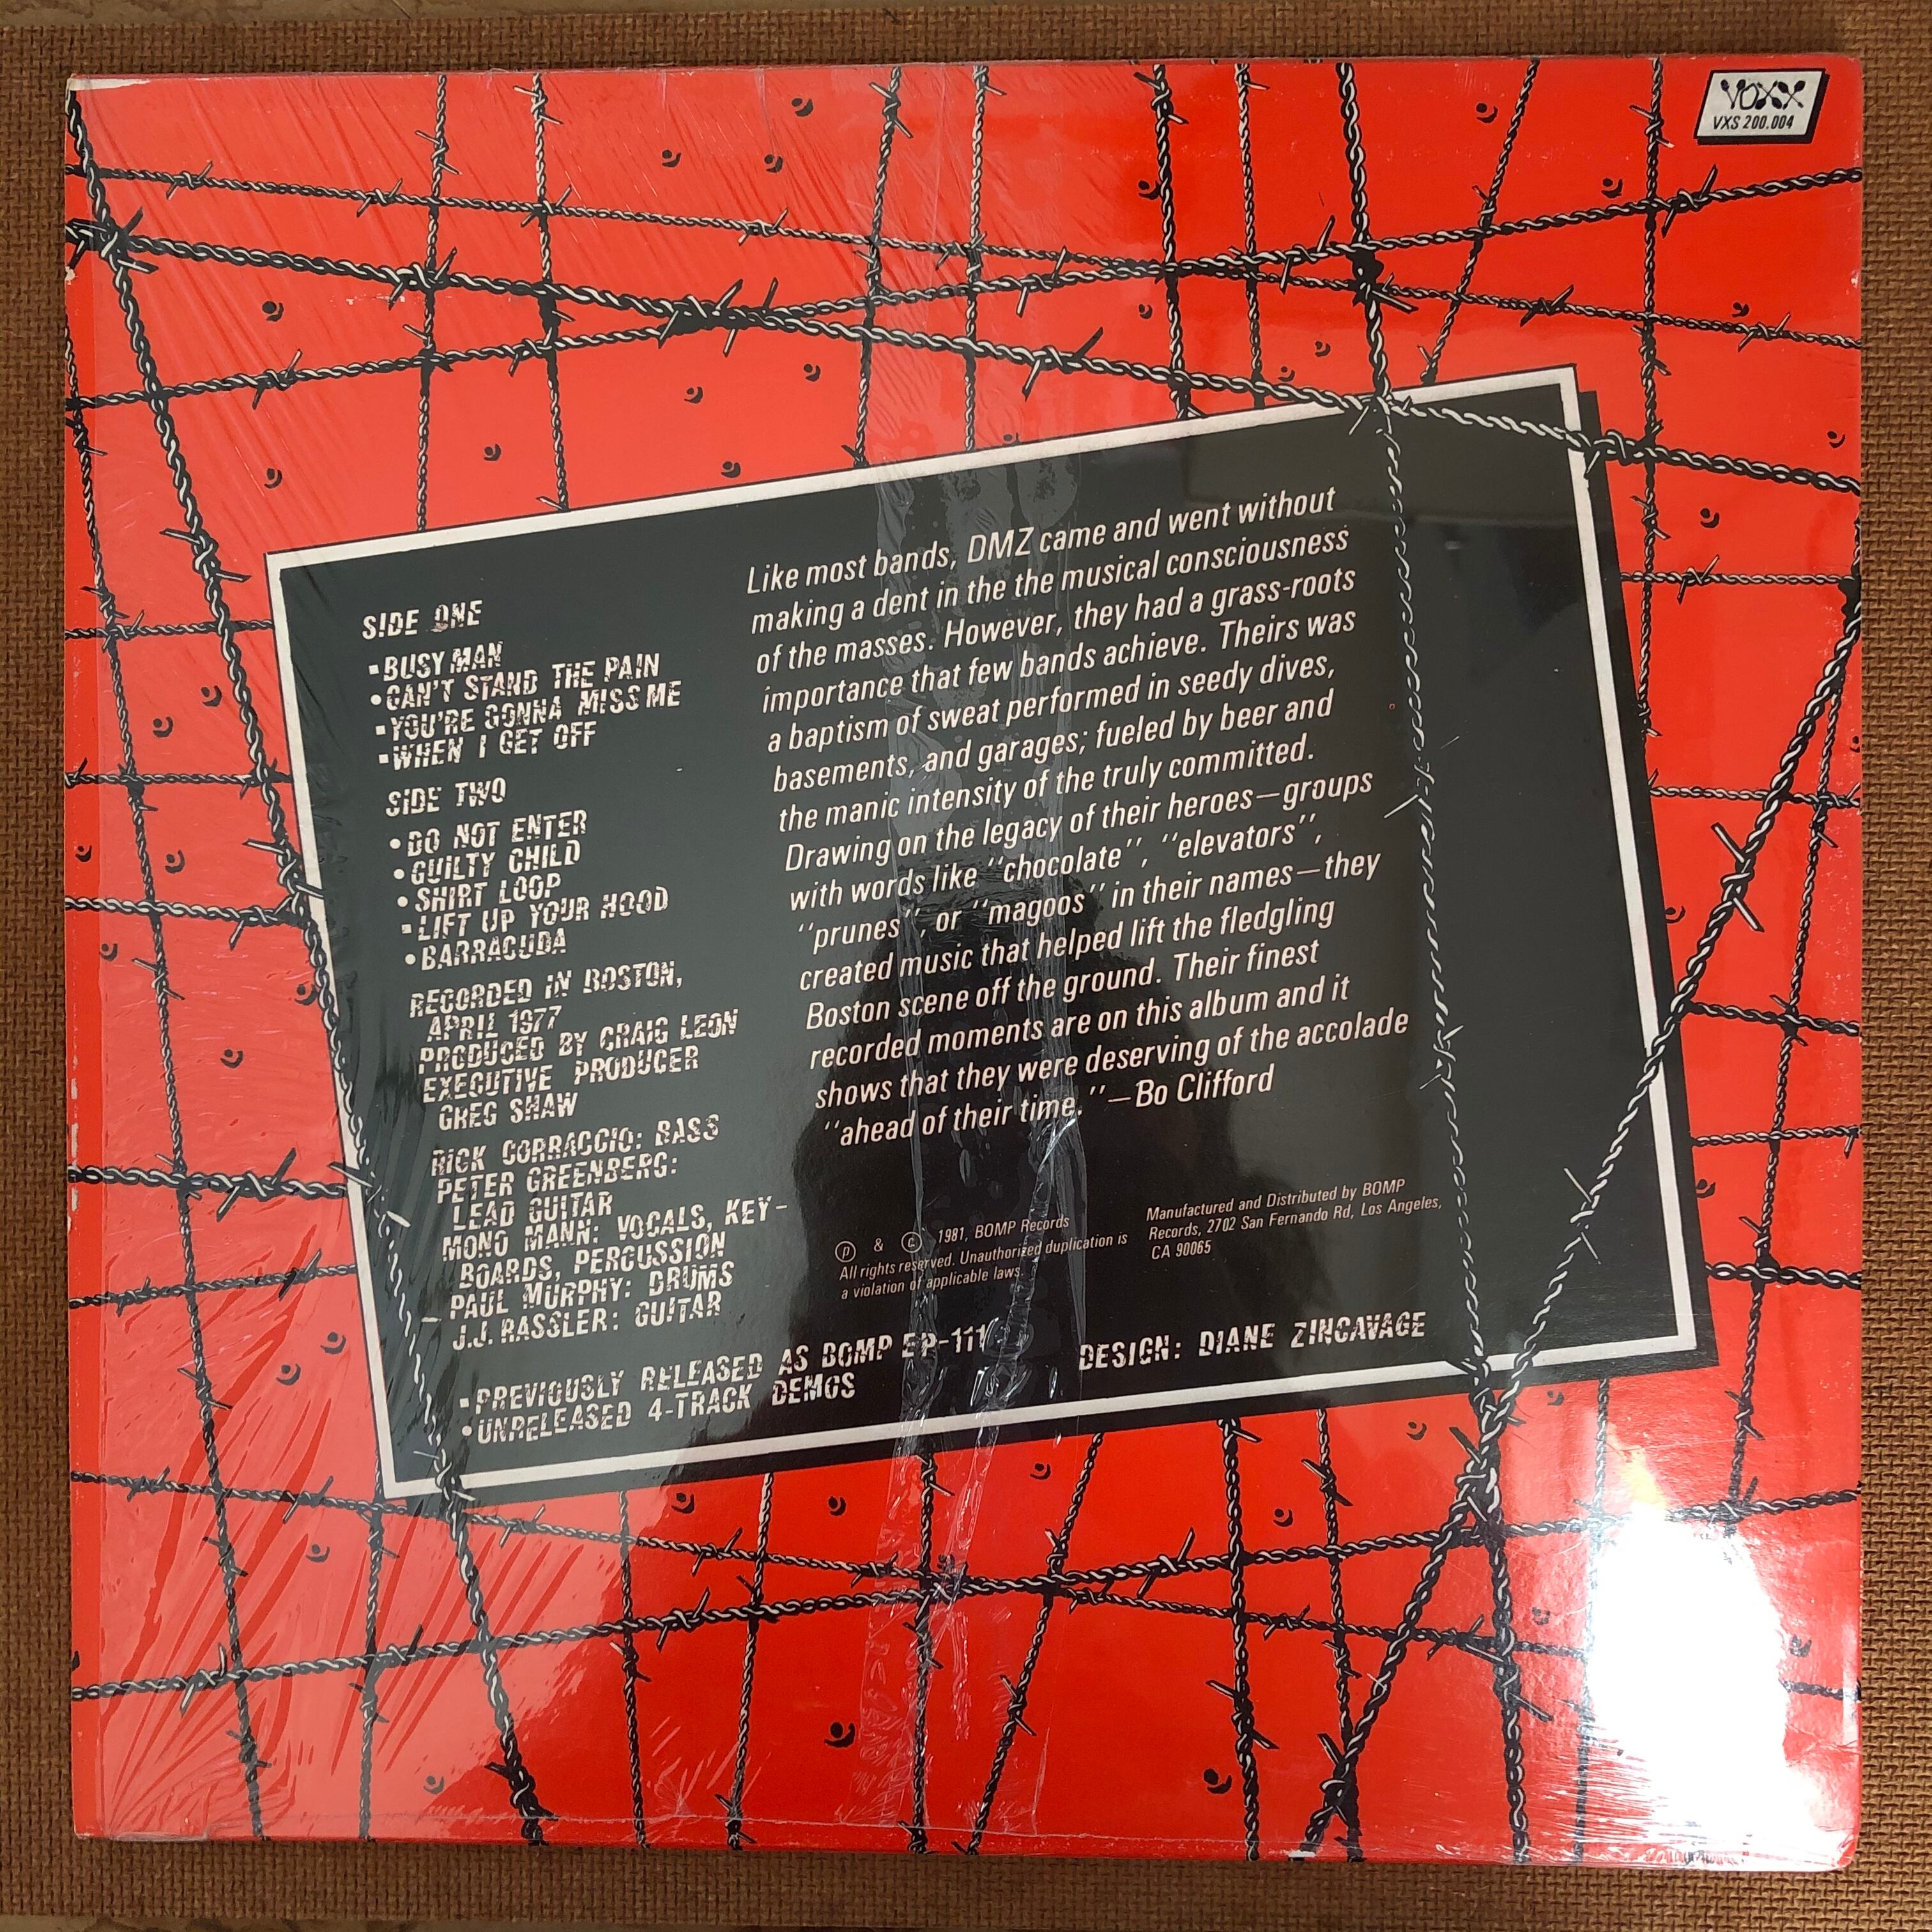 VOXX
VXS 200.004
SIDE ONE
▪BUSY MAN
•CAN'T STAND THE PAIN
▪YOU'RE GONNA MISS ME
▪WHEN I GET OFF
SIDE TWO
•DO NOT ENTER
•GUILTY CHILD
•SHIRT LOOP
▪LIFT UP YOUR HOOD
•BARRACUDA
RECORDED IN BOSTON,
APRIL 1977
PRODUCED BY CRAIG LEON
EXECUTIVE PRODUCER
GREG SHAW
RICK CORRACCIO: BASS
PETER GREENBERG:
LEAD GUITAR
MONO MANN: VOCALS, KEY-
BOARDS, PERCUSSION
PAUL MURPHY: DRUMS
J.J. RASSLER: GUITAR
▪PREVIOUSLY RELEASED AS BOMP EP-111
•UNRELEASED 4-TRACK DEMOS
Like most bands, DMZ came and went without
making a dent in the the musical consciousness
of the masses. However, they had a grass-roots
importance that few bands achieve. Theirs was
a baptism of sweat performed in seedy dives,
basements, and garages; fueled by beer and
the manic intensity of the truly committed.
Drawing on the legacy of their heroes—groups
with words like "chocolate", "elevators",
"prunes", or "magoos" in their names—they
created music that helped lift the fledgling
Boston scene off the ground. Their finest
recorded moments are on this album and it
shows that they were deserving of the accolade
"ahead of their time."—Bo Clifford
℗ & © 1981, BOMP Records
All rights reserved. Unauthorized duplication is
a violation of applicable laws.
Manufactured and Distributed by BOMP
Records, 2702 San Fernando Rd, Los Angeles,
CA 90065
DESIGN: DIANE ZINCAVAGE